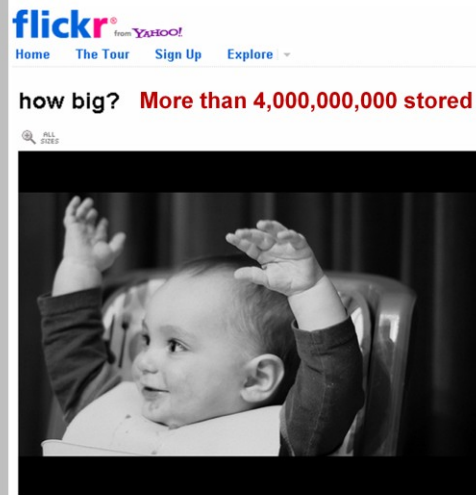 flickr® from YAHOO!
Home The Tour Sign Up Explore
how big? More than 4,000,000,000 stored
ALL SIZES